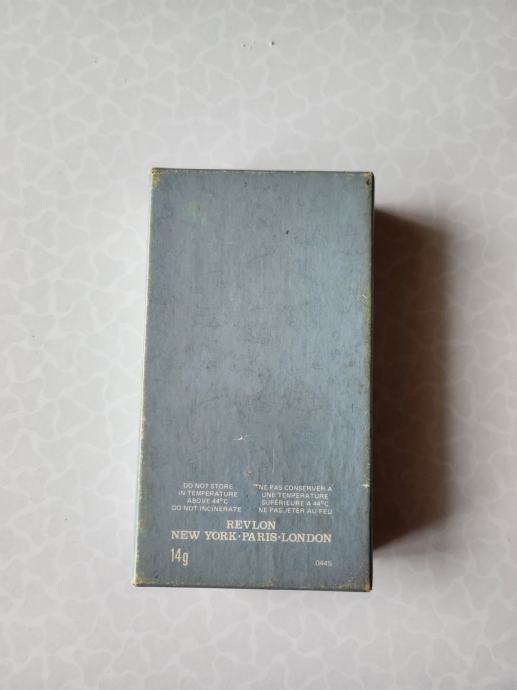 DO NOT STORE
IN TEMPERATURE
ABOVE 44°C
DO NOT INCINERATE
NE PAS CONSERVER A
UNE TEMPERATURE
SUPERIEURE A 44°C
NE PAS JETER AU FEU
REVLON
NEW YORK·PARIS·LONDON
14g
0445